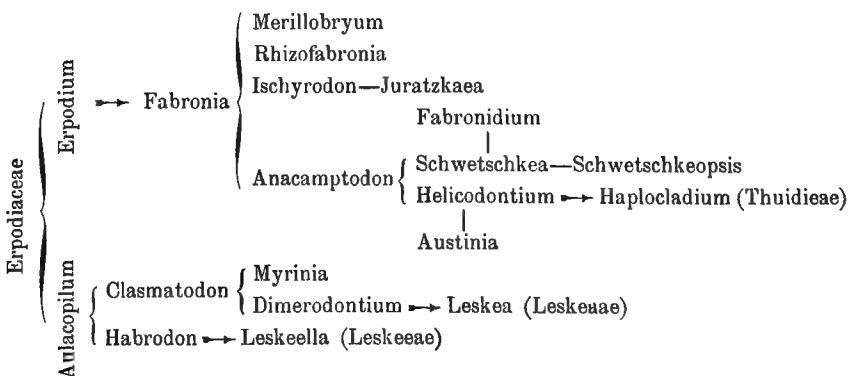 Erpodiaceae
Erpodium
Fabronia
Merillobryum
Rhizofabronia
Ischyrodon—Juratzkaea
Anacamptodon
Fabronidium
Schwetschkea—Schwetschkeopsis
Helicodontium → Haplocladium (Thuidieae)
Austinia
Aulacopilum
Clasmatodon
Myrinia
Dimerodontium → Leskea (Leskeuae)
Habrodon → Leskeella (Leskeeae)